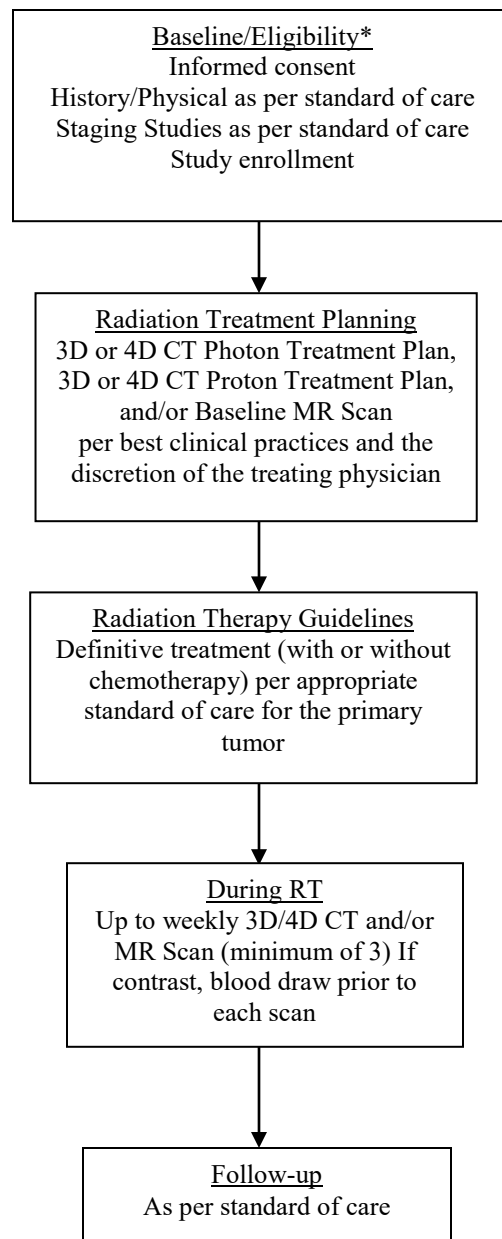 Baseline/Eligibility*
Informed consent
History/Physical as per standard of care
Staging Studies as per standard of care
Study enrollment
Radiation Treatment Planning
3D or 4D CT Photon Treatment Plan,
3D or 4D CT Proton Treatment Plan,
and/or Baseline MR Scan
per best clinical practices and the
discretion of the treating physician
Radiation Therapy Guidelines
Definitive treatment (with or without
chemotherapy) per appropriate
standard of care for the primary
tumor
During RT
Up to weekly 3D/4D CT and/or
MR Scan (minimum of 3) If
contrast, blood draw prior to
each scan
Follow-up
As per standard of care